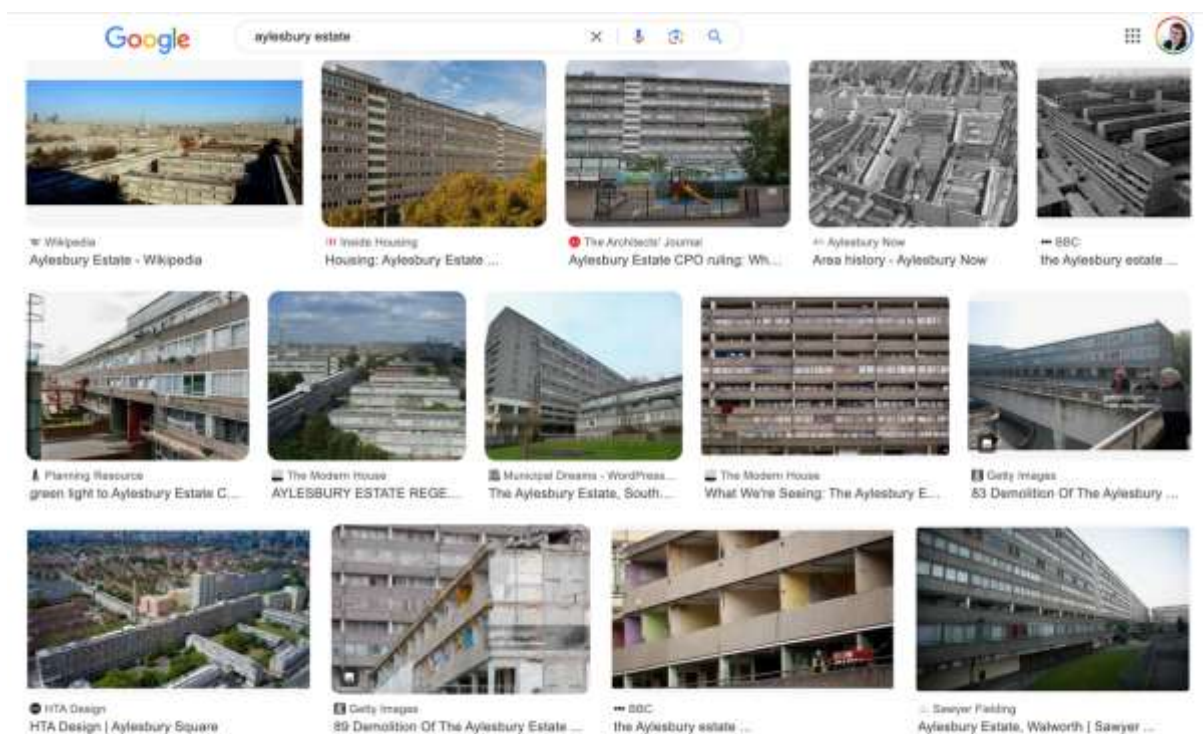 Google
aylesbury estate
Wikipedia
Aylesbury Estate - Wikipedia
Inside Housing
Housing: Aylesbury Estate ...
The Architects' Journal
Aylesbury Estate CPO ruling: Wh...
Aylesbury Now
Area history - Aylesbury Now
BBC
the Aylesbury estate ...
Planning Resource
green light to Aylesbury Estate C...
The Modern House
AYLESBURY ESTATE REGE...
Municipal Dreams - WordPress...
The Aylesbury Estate, South...
The Modern House
What We're Seeing: The Aylesbury E...
Getty Images
83 Demolition Of The Aylesbury ...
HTA Design
HTA Design | Aylesbury Square
Getty Images
89 Demolition Of The Aylesbury Estate ...
BBC
the Aylesbury estate ...
Sawyer Fielding
Aylesbury Estate, Walworth | Sawyer ...